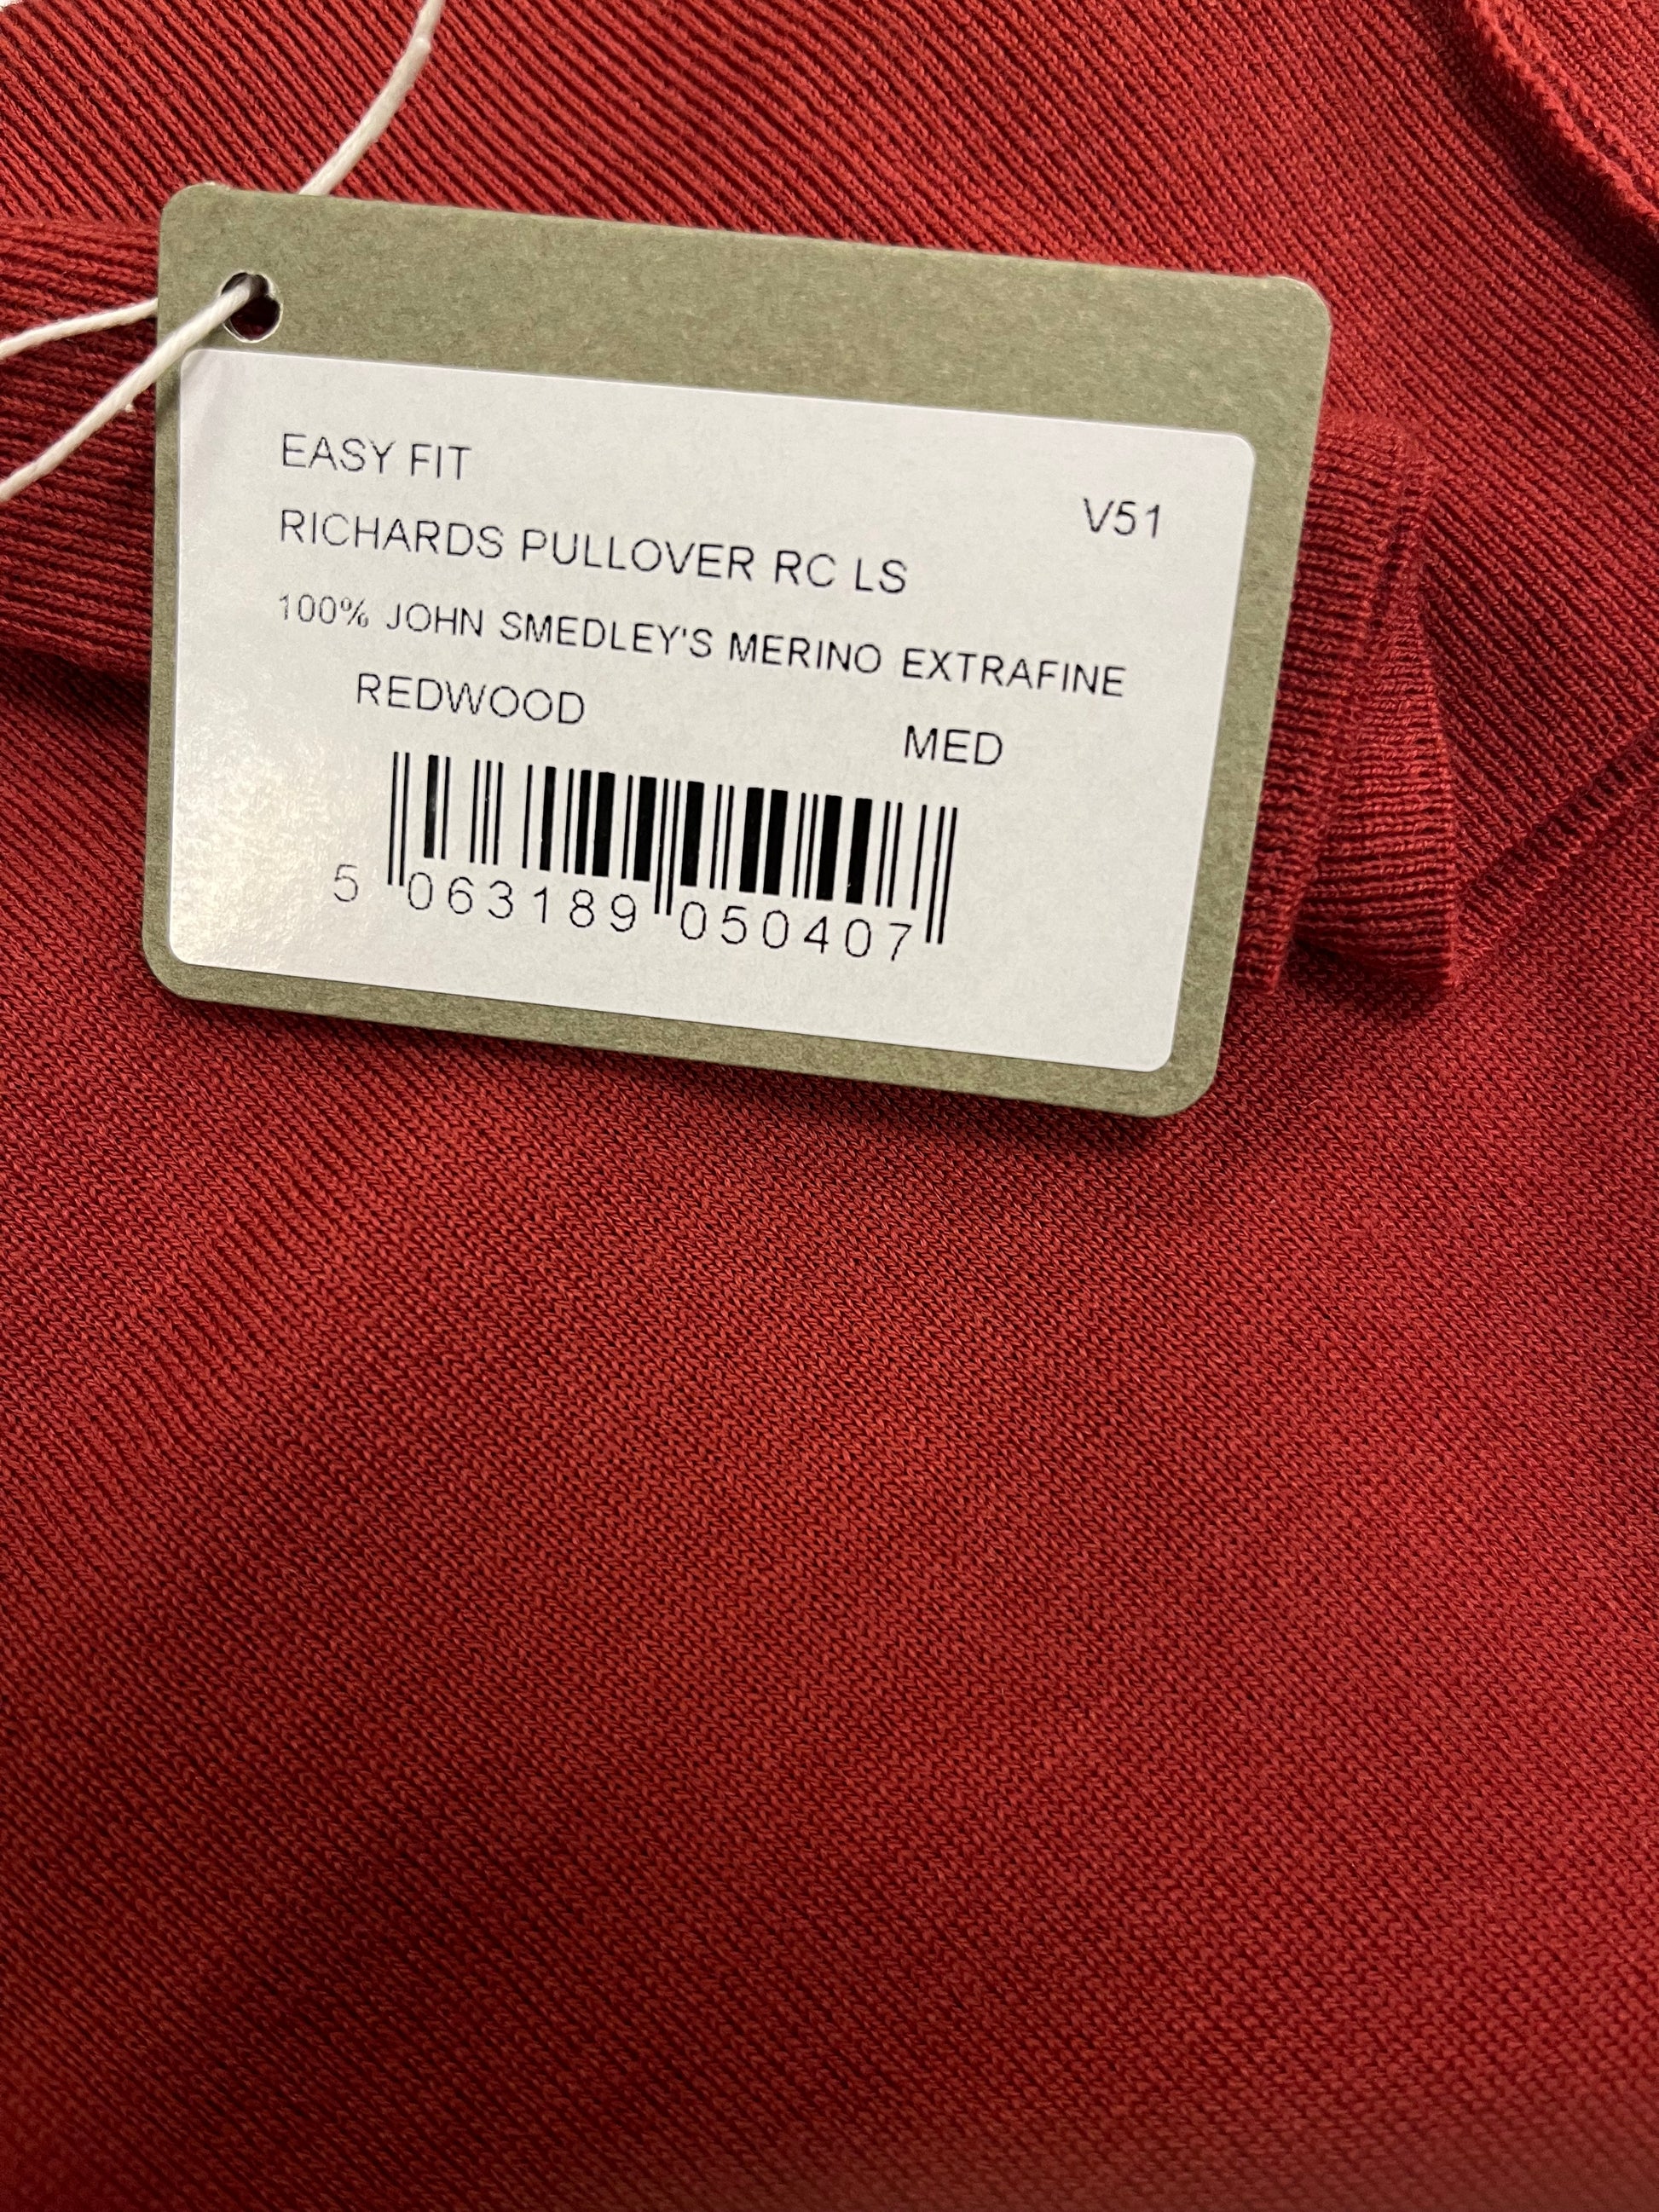 EASY FIT
V51
RICHARDS PULLOVER RC LS
100% JOHN SMEDLEY'S MERINO EXTRAFINE
REDWOOD
MED
5 063189 050407